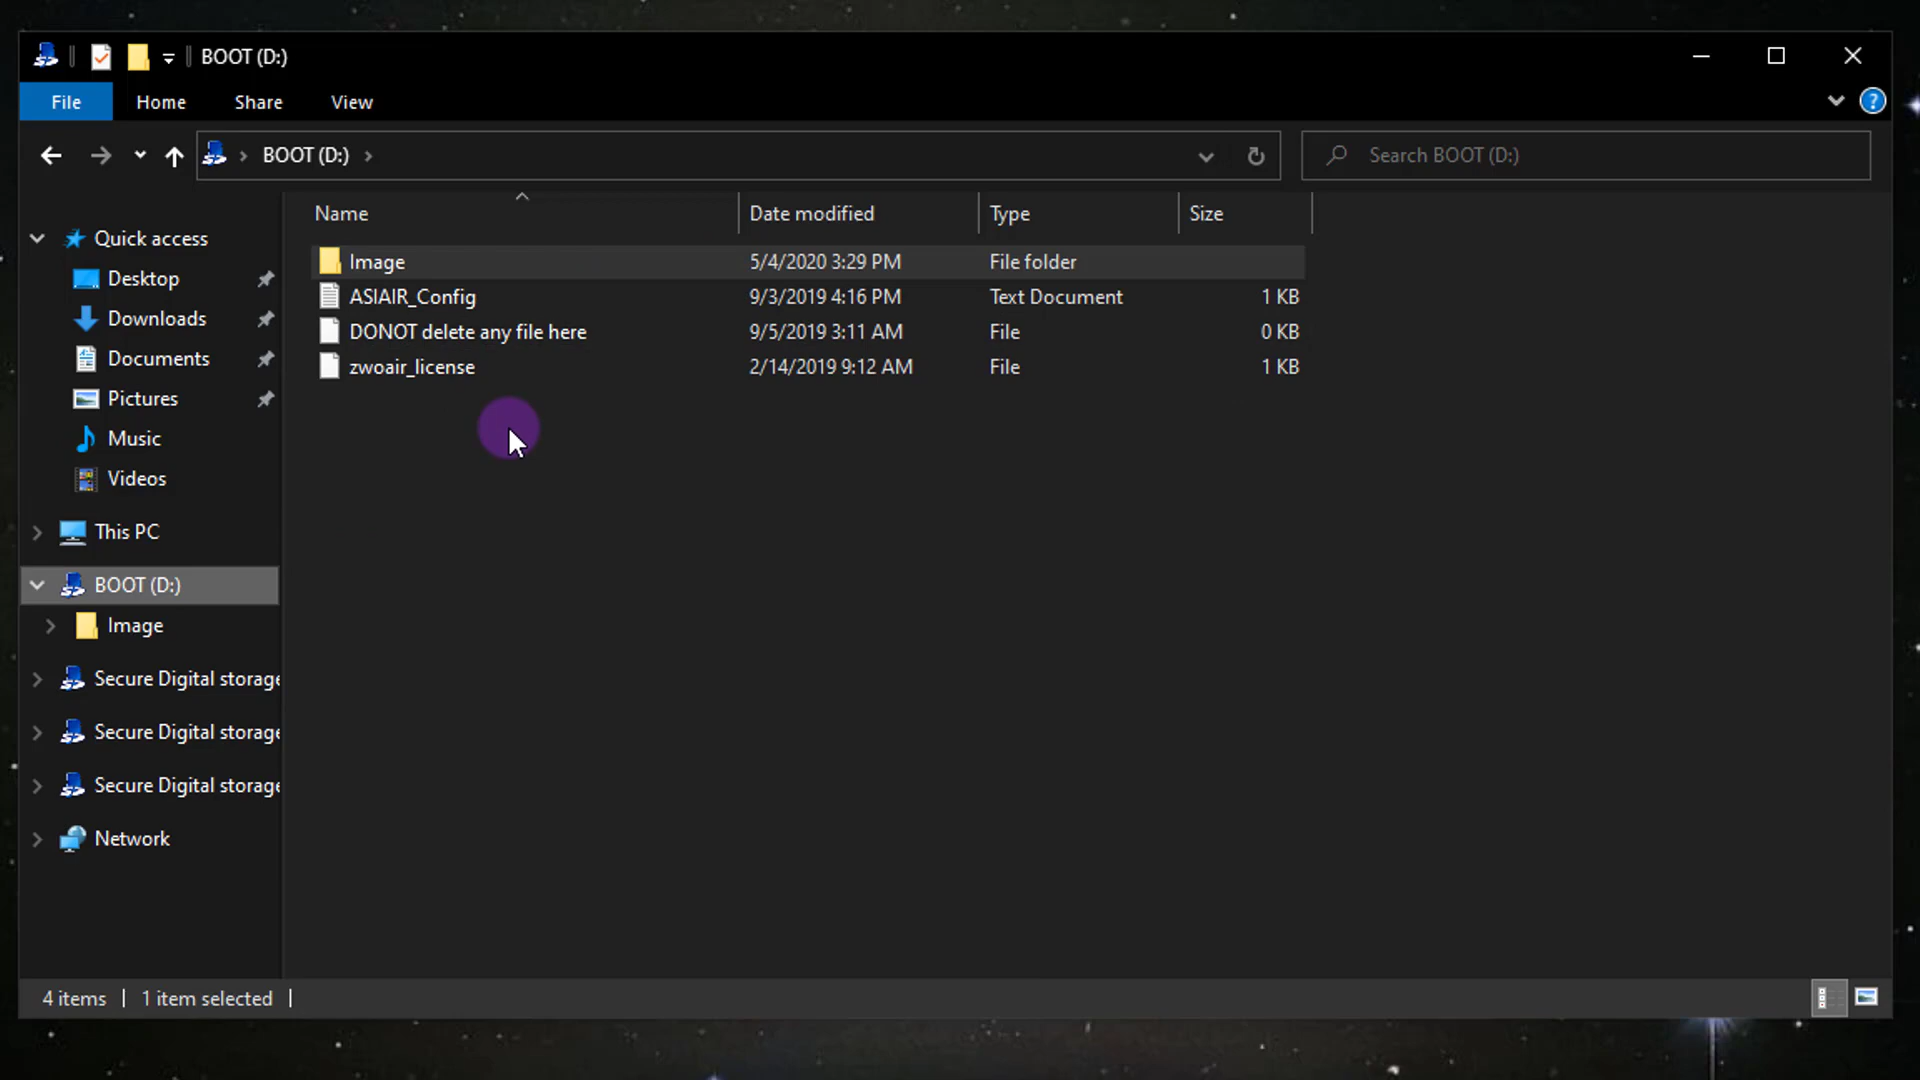 BOOT (D:)
File Home Share View
BOOT (D:) Search BOOT (D:)
Name Date modified Type Size
Quick access
Desktop
Downloads
Documents
Pictures
Music
Videos
This PC
BOOT (D:)
Image
Secure Digital storage
Secure Digital storage
Secure Digital storage
Network
Image 5/4/2020 3:29 PM File folder
ASIAIR_Config 9/3/2019 4:16 PM Text Document 1 KB
DONOT delete any file here 9/5/2019 3:11 AM File 0 KB
zwoair_license 2/14/2019 9:12 AM File 1 KB
4 items 1 item selected